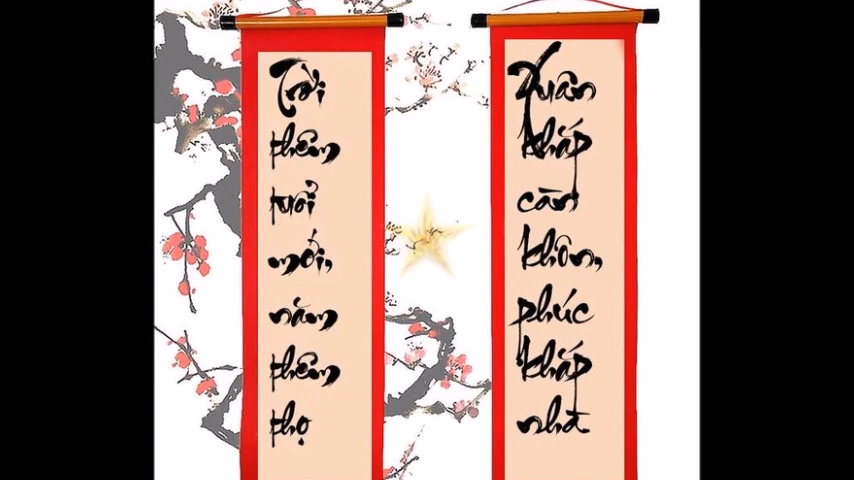 Trời
thêm
tuổi
mới,
năm
thêm
thọ
Xuân
khắp
càn
khôn,
phúc
khắp
nhà